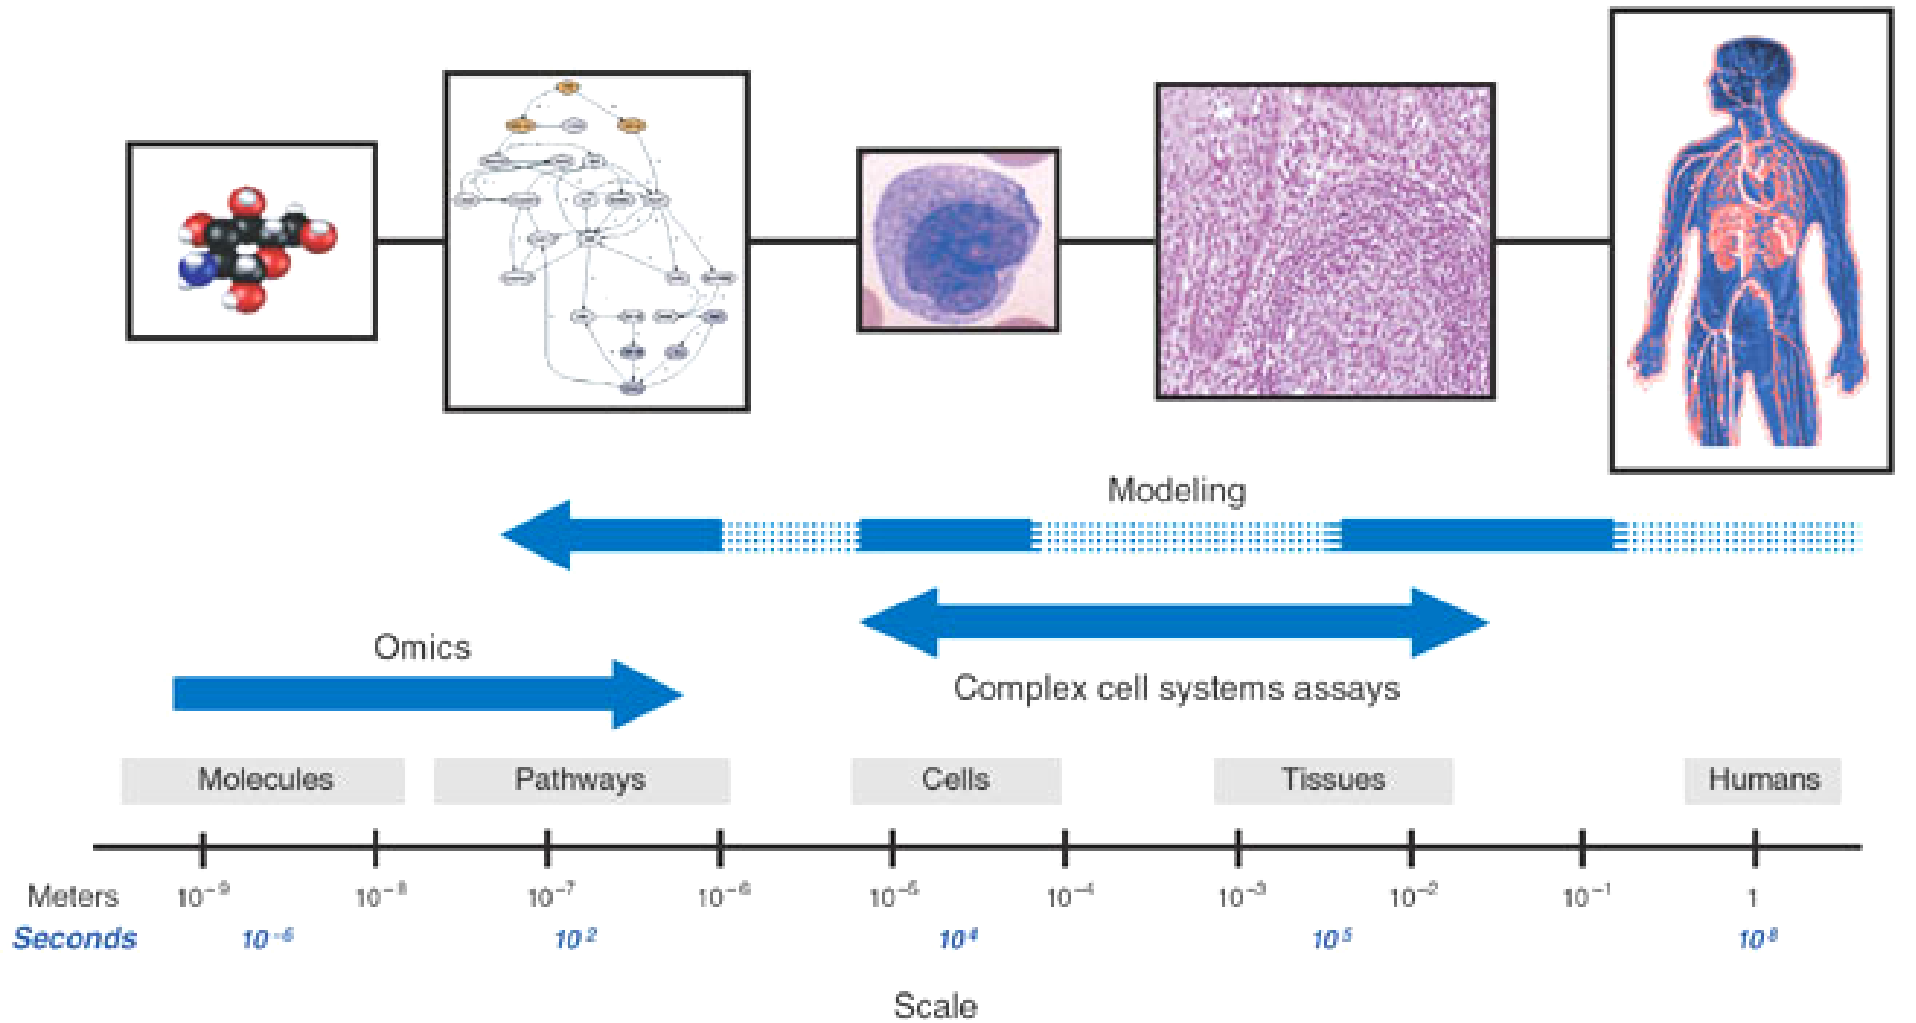 Modeling
Omics
Complex cell systems assays
Molecules Pathways Cells Tissues Humans
Meters 10⁻⁹ 10⁻⁸ 10⁻⁷ 10⁻⁶ 10⁻⁵ 10⁻⁴ 10⁻³ 10⁻² 10⁻¹ 1
Seconds 10⁻⁶ 10² 10⁴ 10⁵ 10⁸
Scale